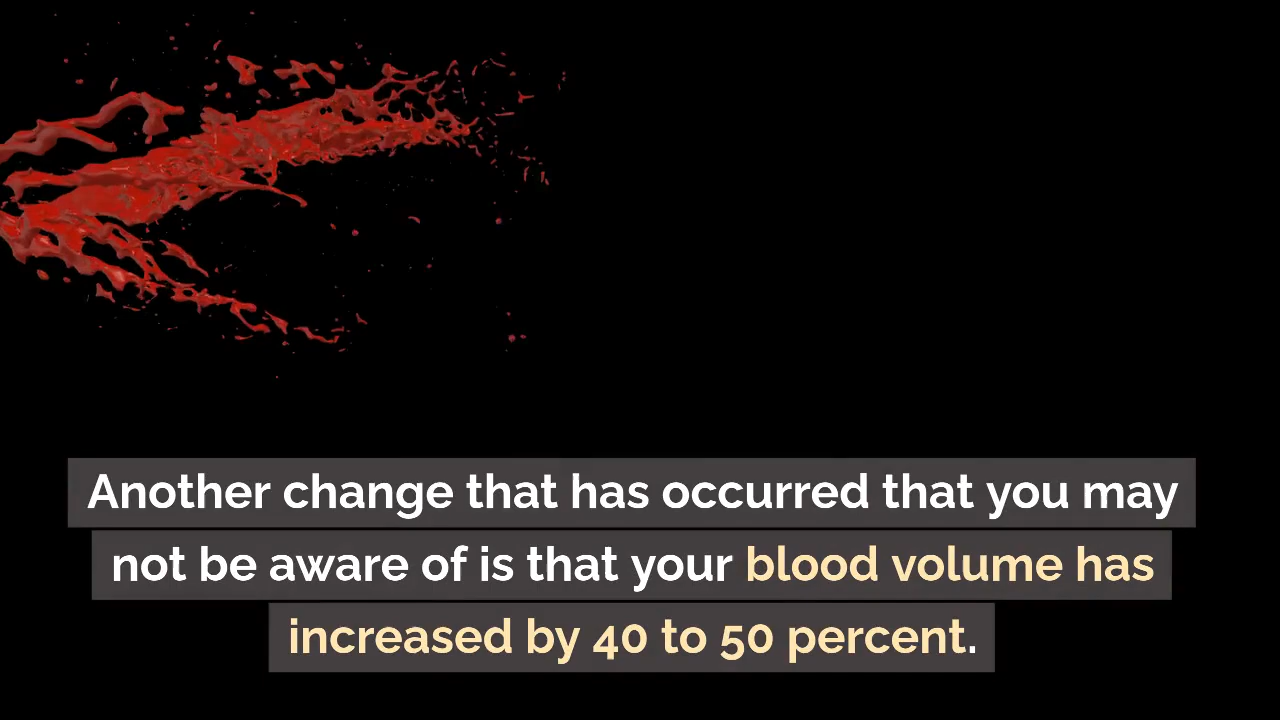 Another change that has occurred that you may
not be aware of is that your blood volume has
increased by 40 to 50 percent.